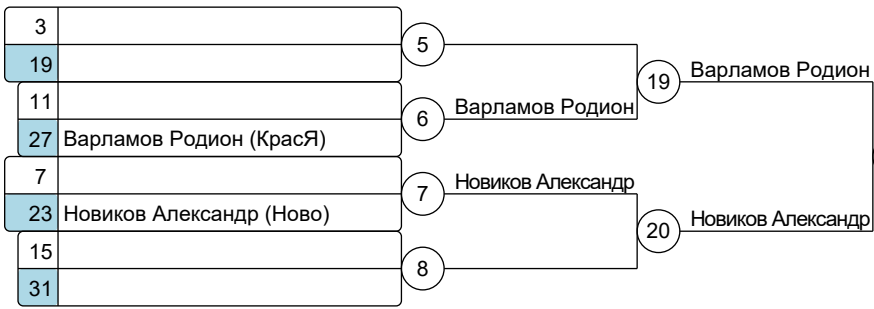 3
5
19
Варламов Родион
19
11
Варламов Родион
6
27 Варламов Родион (КрасЯ)
7
Новиков Александр
7
23 Новиков Александр (Ново)
Новиков Александр
20
15
8
31